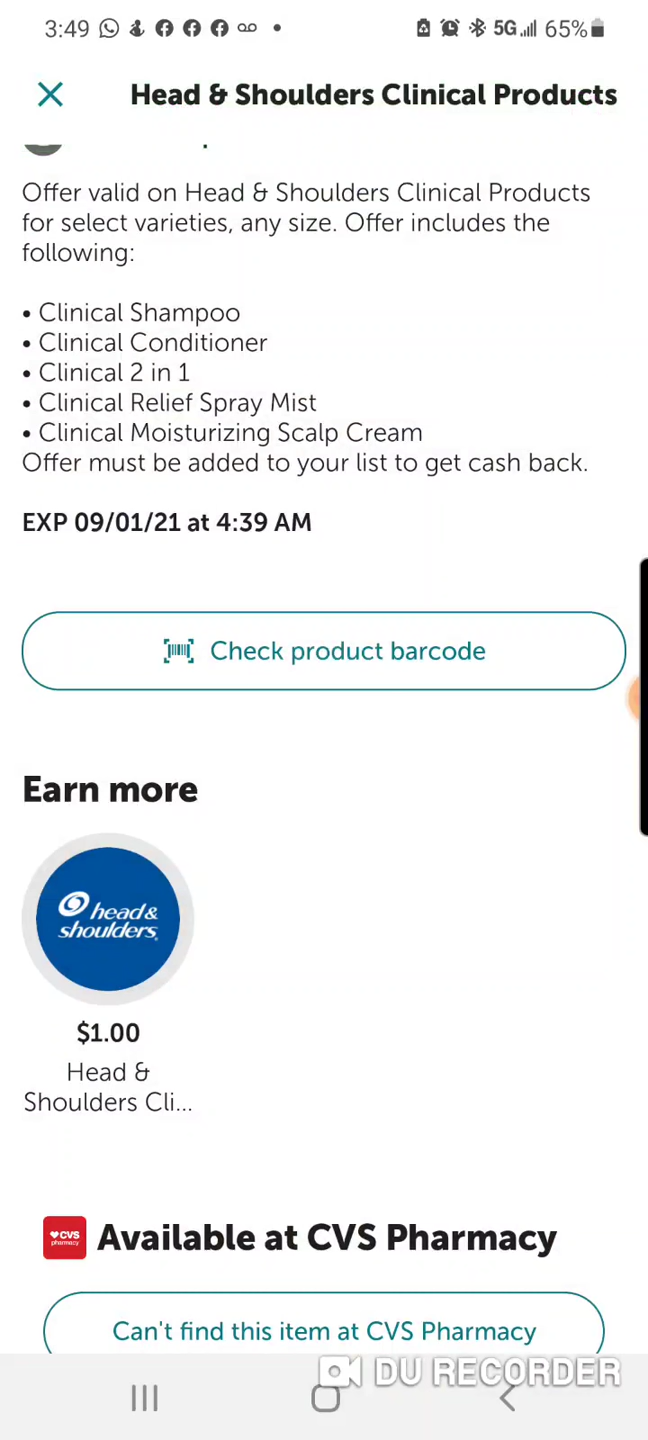 3:49
5G 65%
Head & Shoulders Clinical Products
Offer valid on Head & Shoulders Clinical Products
for select varieties, any size. Offer includes the
following:
• Clinical Shampoo
• Clinical Conditioner
• Clinical 2 in 1
• Clinical Relief Spray Mist
• Clinical Moisturizing Scalp Cream
Offer must be added to your list to get cash back.
EXP 09/01/21 at 4:39 AM
Check product barcode
Earn more
head &
shoulders
$1.00
Head &
Shoulders Cli...
CVS
pharmacy
Available at CVS Pharmacy
Can't find this item at CVS Pharmacy
DU RECORDER